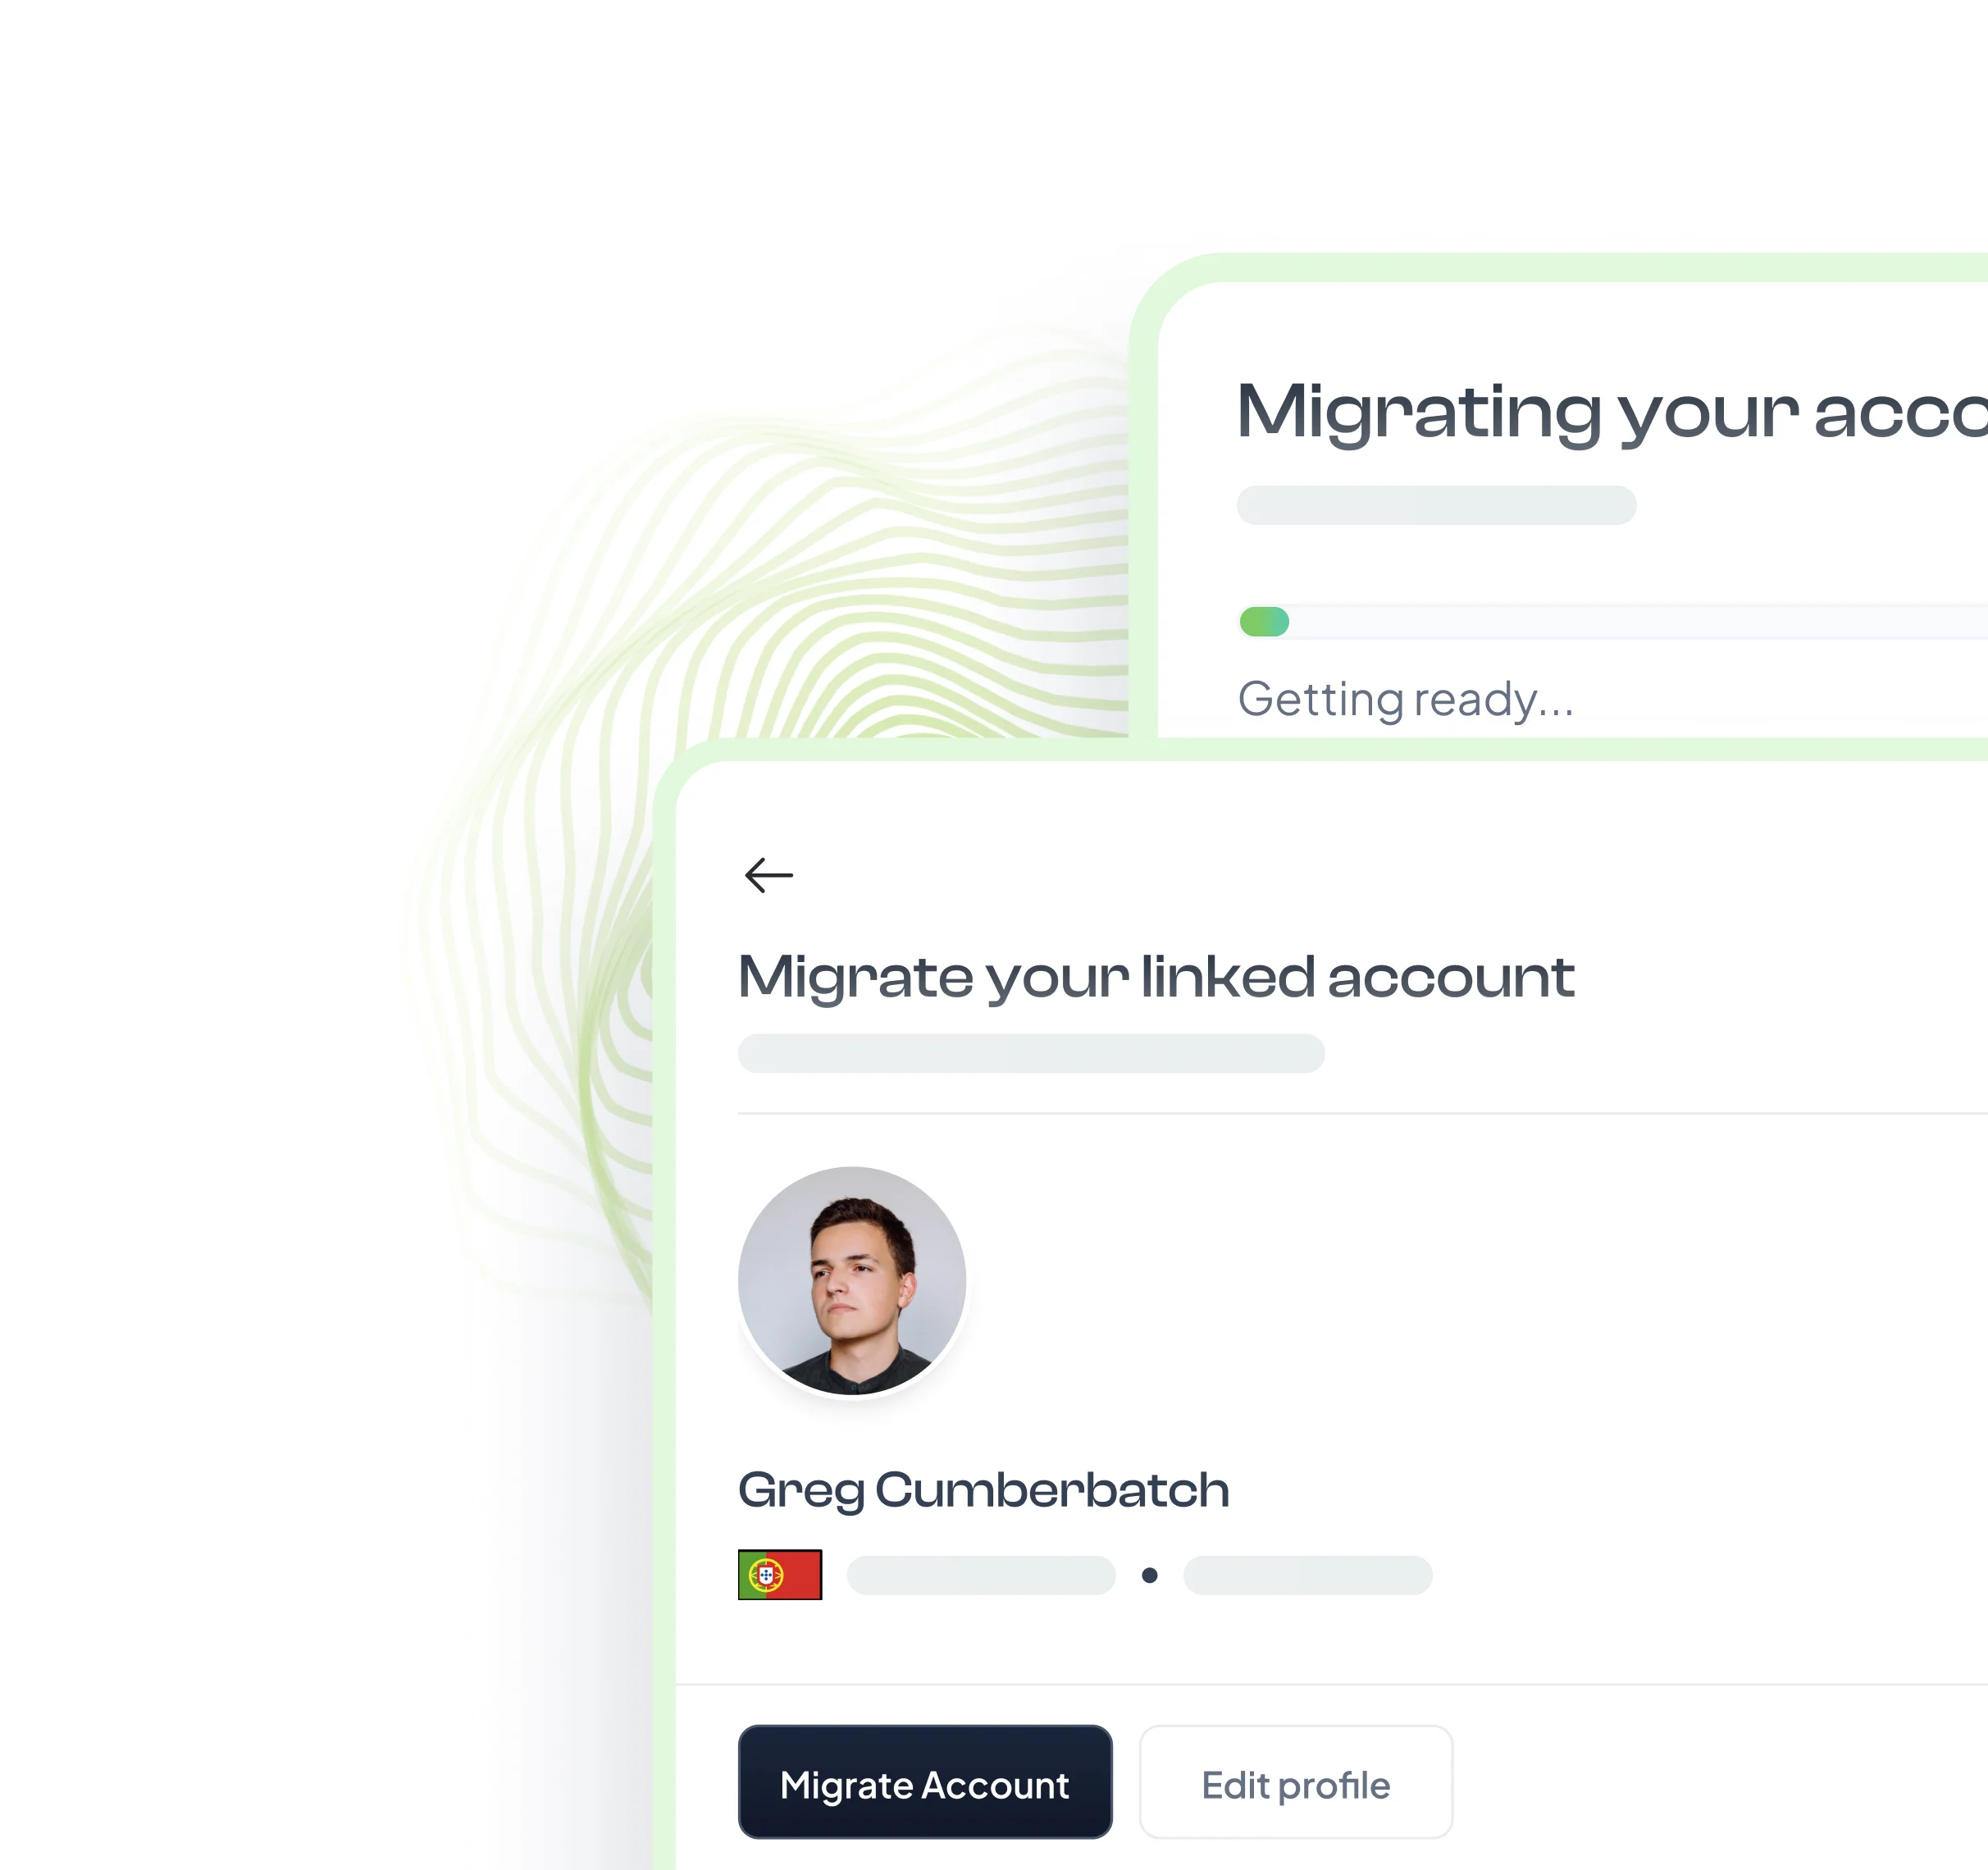 Migrating your acco
Getting ready...
Migrate your linked account
Greg Cumberbatch
Migrate Account
Edit profile